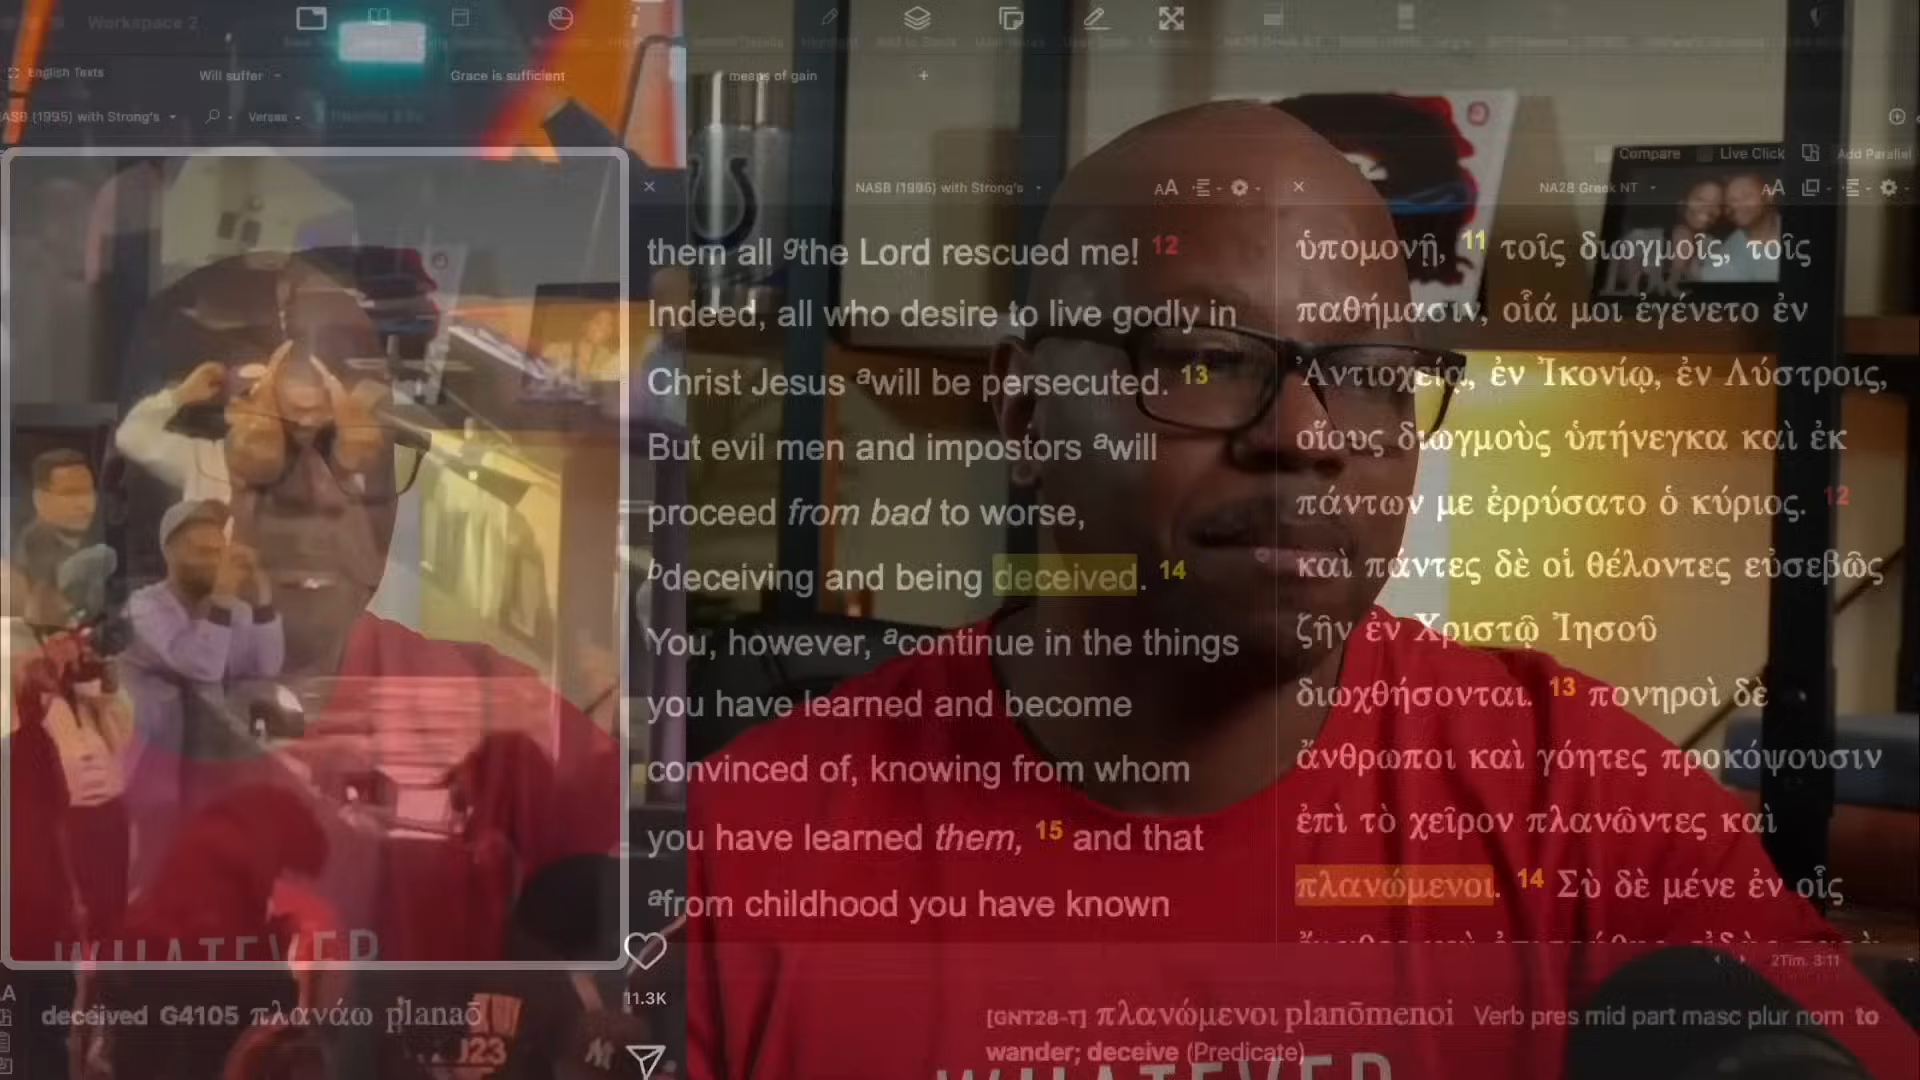 Workspace 2
English Texts
Will suffer
Grace is sufficient
means of gain
+
ASB (1995) with Strong's
Verses
Compare
Live Click
Add Parallel
NASB (1995) with Strong's
AA
NA28 Greek NT
AA
them all gthe Lord rescued me! 12
Indeed, all who desire to live godly in
Christ Jesus awill be persecuted. 13
But evil men and impostors awill
proceed from bad to worse,
bdeceiving and being deceived. 14
You, however, acontinue in the things
you have learned and become
convinced of, knowing from whom
you have learned them, 15 and that
afrom childhood you have known
ὑπομονῇ, 11 τοῖς διωγμοῖς, τοῖς
παθήμασιν, οἷά μοι ἐγένετο ἐν
Ἀντιοχείᾳ, ἐν Ἰκονίῳ, ἐν Λύστροις,
οἵους διωγμοὺς ὑπήνεγκα καὶ ἐκ
πάντων με ἐρρύσατο ὁ κύριος. 12
καὶ πάντες δὲ οἱ θέλοντες εὐσεβῶς
ζῆν ἐν Χριστῷ Ἰησοῦ
διωχθήσονται. 13 πονηροὶ δὲ
ἄνθρωποι καὶ γόητες προκόψουσιν
ἐπὶ τὸ χεῖρον πλανῶντες καὶ
πλανώμενοι. 14 Σὺ δὲ μένε ἐν οἷς
2Tim. 3:11
WHATEVER
11.3K
deceived G4105 πλανάω planaō
J23
[GNT28-T] πλανώμενοι planōmenoi Verb pres mid part masc plur nom to
wander; deceive (Predicate)
WHATEVER
Love